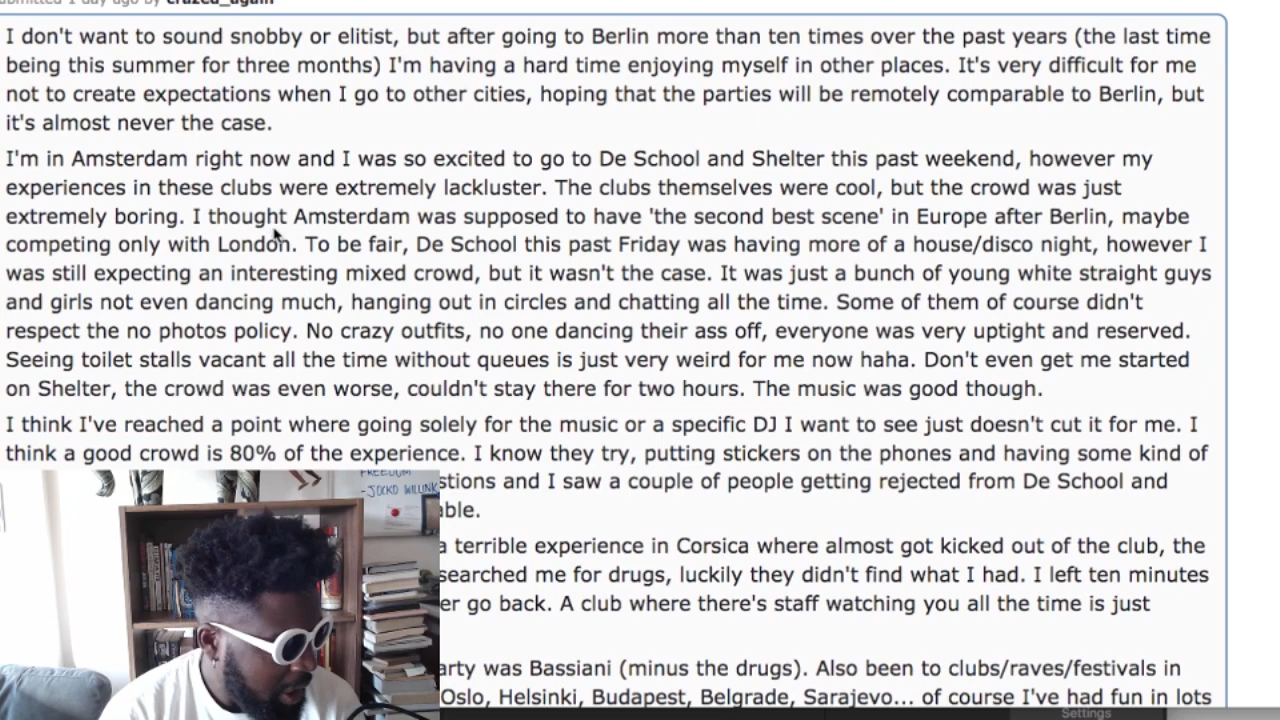 submitted 1 day ago by crazed_again
I don't want to sound snobby or elitist, but after going to Berlin more than ten times over the past years (the last time
being this summer for three months) I'm having a hard time enjoying myself in other places. It's very difficult for me
not to create expectations when I go to other cities, hoping that the parties will be remotely comparable to Berlin, but
it's almost never the case.
I'm in Amsterdam right now and I was so excited to go to De School and Shelter this past weekend, however my
experiences in these clubs were extremely lackluster. The clubs themselves were cool, but the crowd was just
extremely boring. I thought Amsterdam was supposed to have 'the second best scene' in Europe after Berlin, maybe
competing only with London. To be fair, De School this past Friday was having more of a house/disco night, however I
was still expecting an interesting mixed crowd, but it wasn't the case. It was just a bunch of young white straight guys
and girls not even dancing much, hanging out in circles and chatting all the time. Some of them of course didn't
respect the no photos policy. No crazy outfits, no one dancing their ass off, everyone was very uptight and reserved.
Seeing toilet stalls vacant all the time without queues is just very weird for me now haha. Don't even get me started
on Shelter, the crowd was even worse, couldn't stay there for two hours. The music was good though.
I think I've reached a point where going solely for the music or a specific DJ I want to see just doesn't cut it for me. I
think a good crowd is 80% of the experience. I know they try, putting stickers on the phones and having some kind of
stions and I saw a couple of people getting rejected from De School and
able.
a terrible experience in Corsica where almost got kicked out of the club, the
searched me for drugs, luckily they didn't find what I had. I left ten minutes
er go back. A club where there's staff watching you all the time is just
arty was Bassiani (minus the drugs). Also been to clubs/raves/festivals in
Oslo, Helsinki, Budapest, Belgrade, Sarajevo... of course I've had fun in lots
FREEDOM
-JOCKO WILLINK
Settings